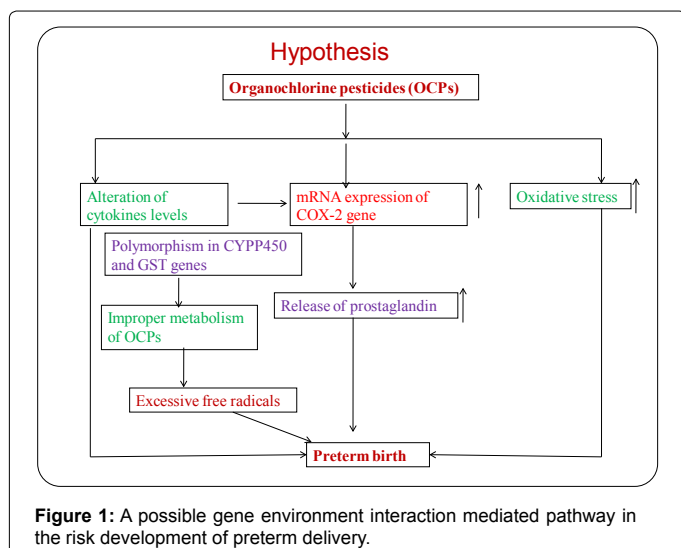 Hypothesis
Organochlorine pesticides (OCPs)
Alteration of
cytokines levels
mRNA expression of
COX-2 gene
Oxidative stress
Polymorphism in CYPP450
and GST genes
Release of prostaglandin
Improper metabolism
of OCPs
Excessive free radicals
Preterm birth
Figure 1: A possible gene environment interaction mediated pathway in
the risk development of preterm delivery.